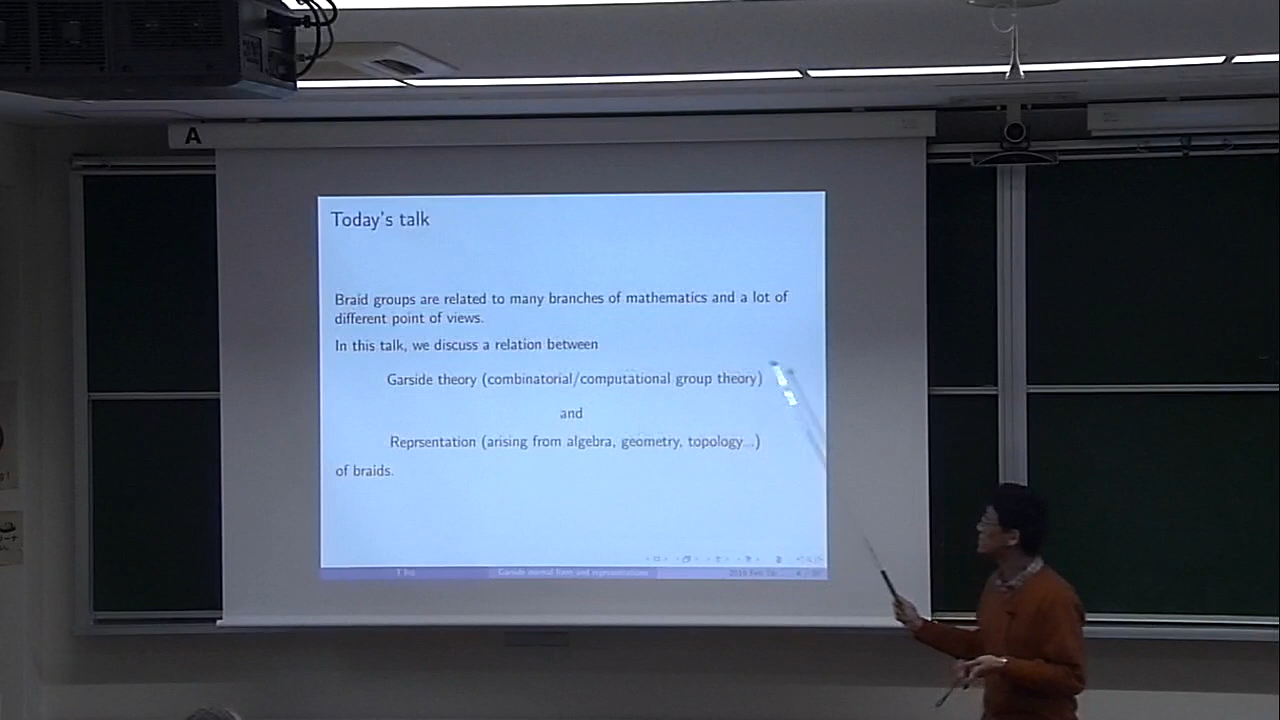 A
Today's talk
Braid groups are related to many branches of mathematics and a lot of
different point of views.
In this talk, we discuss a relation between
Garside theory (combinatorial/computational group theory)
and
Reprsentation (arising from algebra, geometry, topology...)
of braids.
Garside normal form and representations